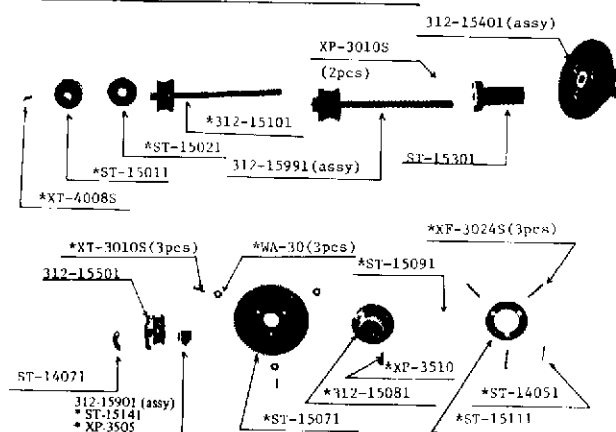 312-15401(assy)
XP-3010S
(2pcs)
*312-15101
*ST-15021
312-15991(assy)
ST-15301
*ST-15011
*XT-4008S
*XT-3010S(3pcs)
*WA-30(3pcs)
*XF-3024S(3pcs)
*ST-15091
312-15501
ST-14071
*XP-3510
312-15901(assy)
*ST-15141
*XP-3505
*312-15081
*ST-14051
*ST-15071
*ST-15111